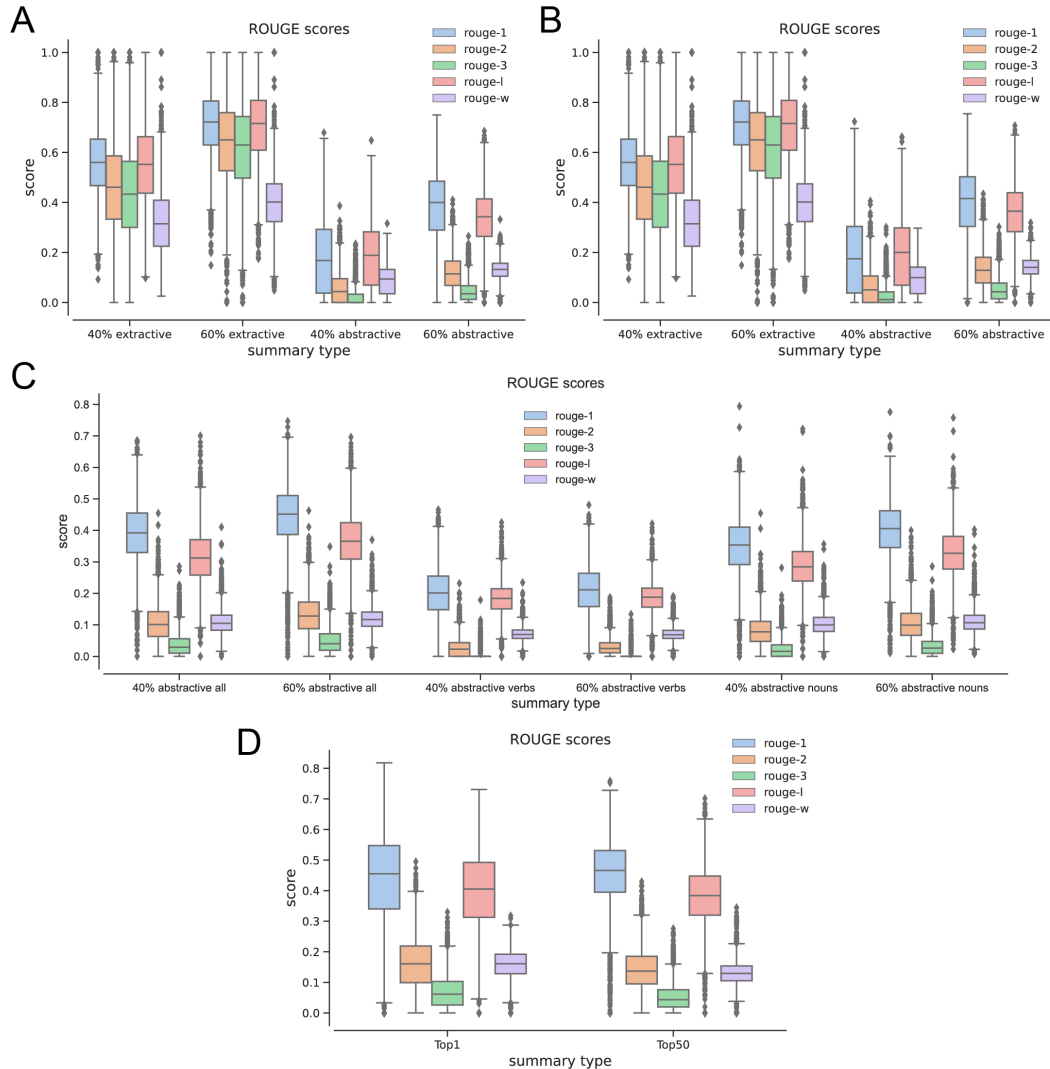 A
ROUGE scores
rouge-1
rouge-2
rouge-3
rouge-l
rouge-w
1.0
0.8
0.6
0.4
0.2
0.0
score
40% extractive
60% extractive
40% abstractive
60% abstractive
summary type
B
ROUGE scores
rouge-1
rouge-2
rouge-3
rouge-l
rouge-w
1.0
0.8
0.6
0.4
0.2
0.0
score
40% extractive
60% extractive
40% abstractive
60% abstractive
summary type
C
ROUGE scores
rouge-1
rouge-2
rouge-3
rouge-l
rouge-w
0.8
0.7
0.6
0.5
0.4
0.3
0.2
0.1
0.0
score
40% abstractive all
60% abstractive all
40% abstractive verbs
60% abstractive verbs
40% abstractive nouns
60% abstractive nouns
summary type
D
ROUGE scores
rouge-1
rouge-2
rouge-3
rouge-l
rouge-w
0.8
0.7
0.6
0.5
0.4
0.3
0.2
0.1
0.0
score
Top1
Top50
summary type